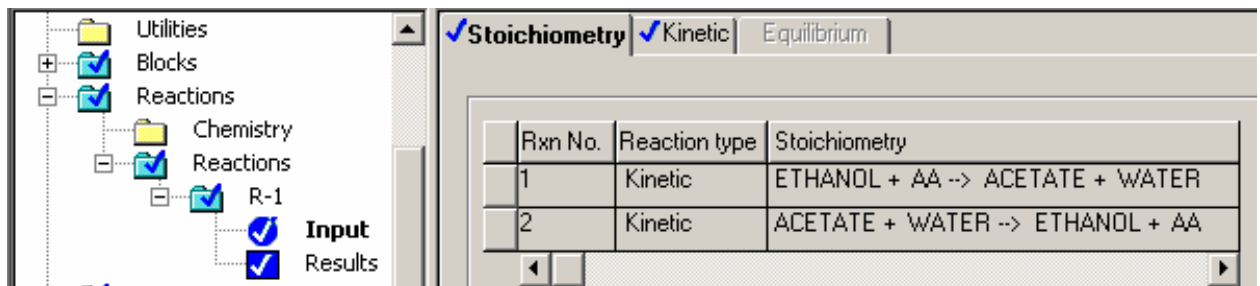 Utilities
Blocks
Reactions
Chemistry
Reactions
R-1
Input
Results
Stoichiometry Kinetic Equilibrium
Rxn No. Reaction type Stoichiometry
1 Kinetic ETHANOL + AA --> ACETATE + WATER
2 Kinetic ACETATE + WATER --> ETHANOL + AA